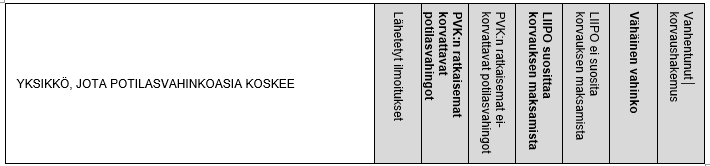 YKSIKKÖ, JOTA POTILASVAHINKOASIA KOSKEE
Lähetetyt ilmoitukset
PVK:n ratkaisemat
korvattavat
potilasvahingot
PVK:n ratkaisemat ei-
korvattavat potilasvahingot
LIIPO suosittaa
korvauksen maksamista
LIIPO ei suosita
korvauksen maksamista
Vähäinen vahinko
Vanhentunut
korvaushakemus